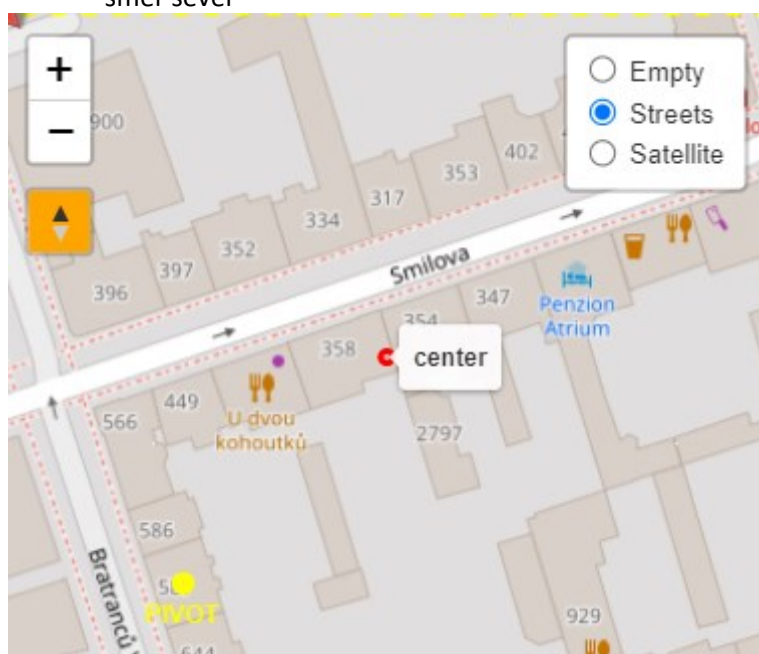 směr sever
+
−
Empty
Streets
Satellite
900
402
353
317
334
352
397
396
Smilova
347
Penzion
Atrium
354
358
center
449
566
U dvou
kohoutků
2797
586
Bratranců
PIVOT
929
644